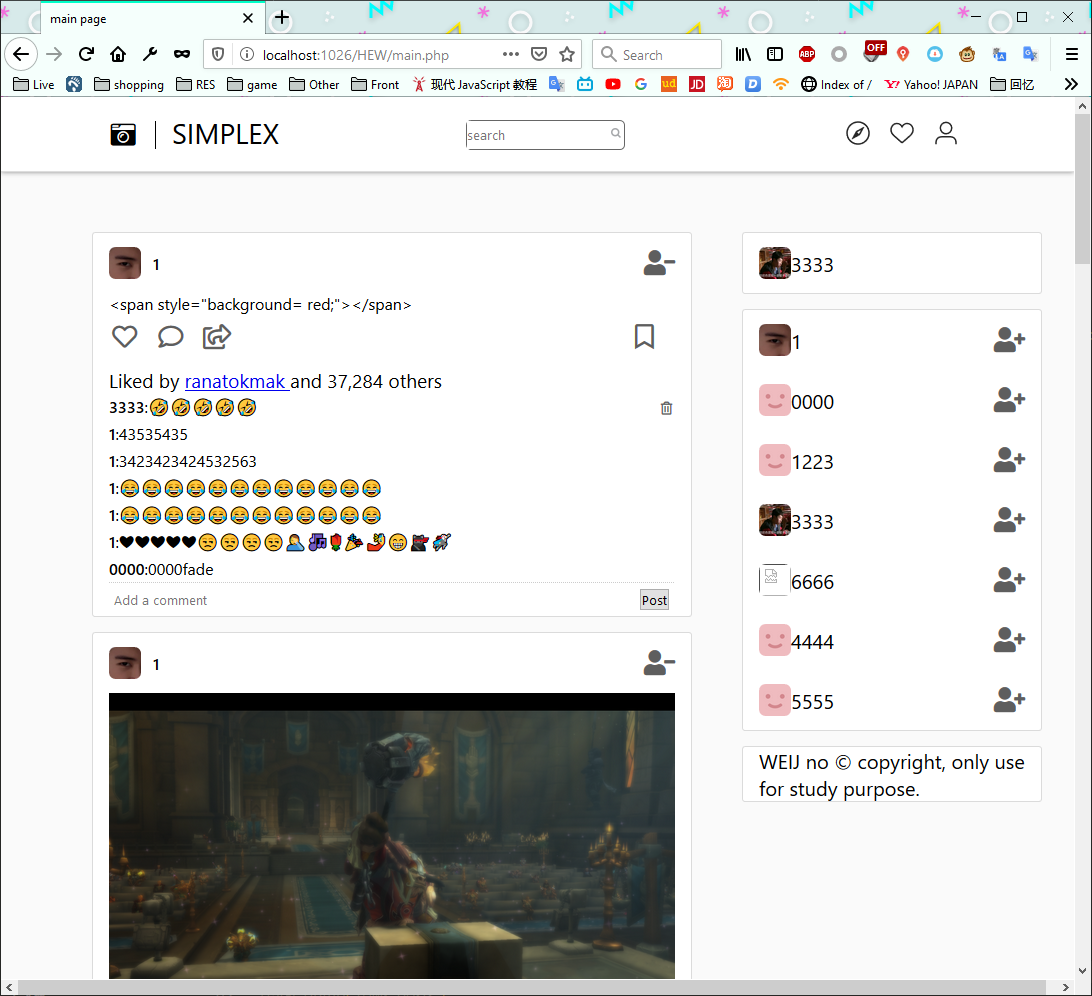 main page
localhost:1026/HEW/main.php
Search
ABP
OFF
Live
shopping
RES
game
Other
Front
现代 JavaScript 教程
ud
JD
淘
D
Index of /
Y! Yahoo! JAPAN
回忆
SIMPLEX
search
1
<span style="background= red;"></span>
Liked by ranatokmak and 37,284 others
3333:🤣🤣🤣🤣🤣
1:43535435
1:3423423424532563
1:😂😂😂😂😂😂😂😂😂😂😂😂
1:😂😂😂😂😂😂😂😂😂😂😂😂
1:🖤🖤🖤🖤🖤😒😒😒😒🤦‍♂️🎶🌹🎉💅😁🐱‍👤🐱‍🚀
0000:0000fade
Add a comment
Post
1
3333
1
0000
1223
3333
6666
4444
5555
WEIJ no © copyright, only use
for study purpose.